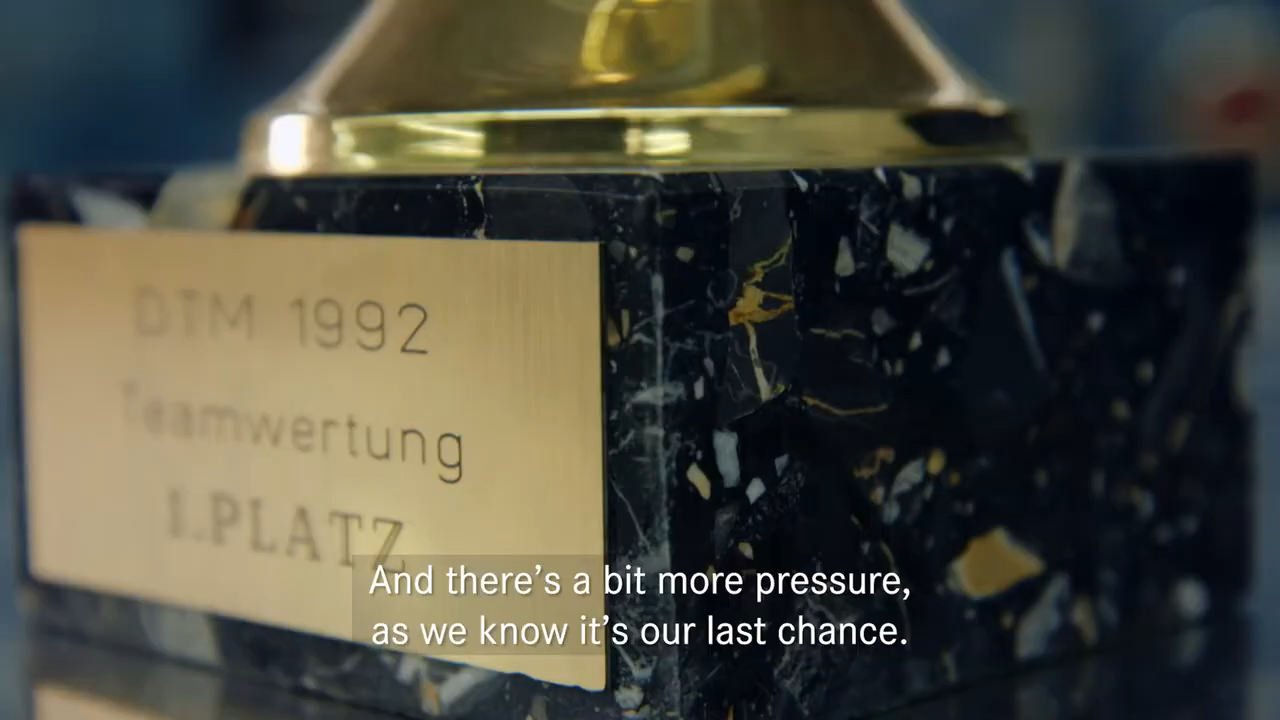 DTM 1992
Teamwertung
1.PLATZ
And there's a bit more pressure,
as we know it's our last chance.